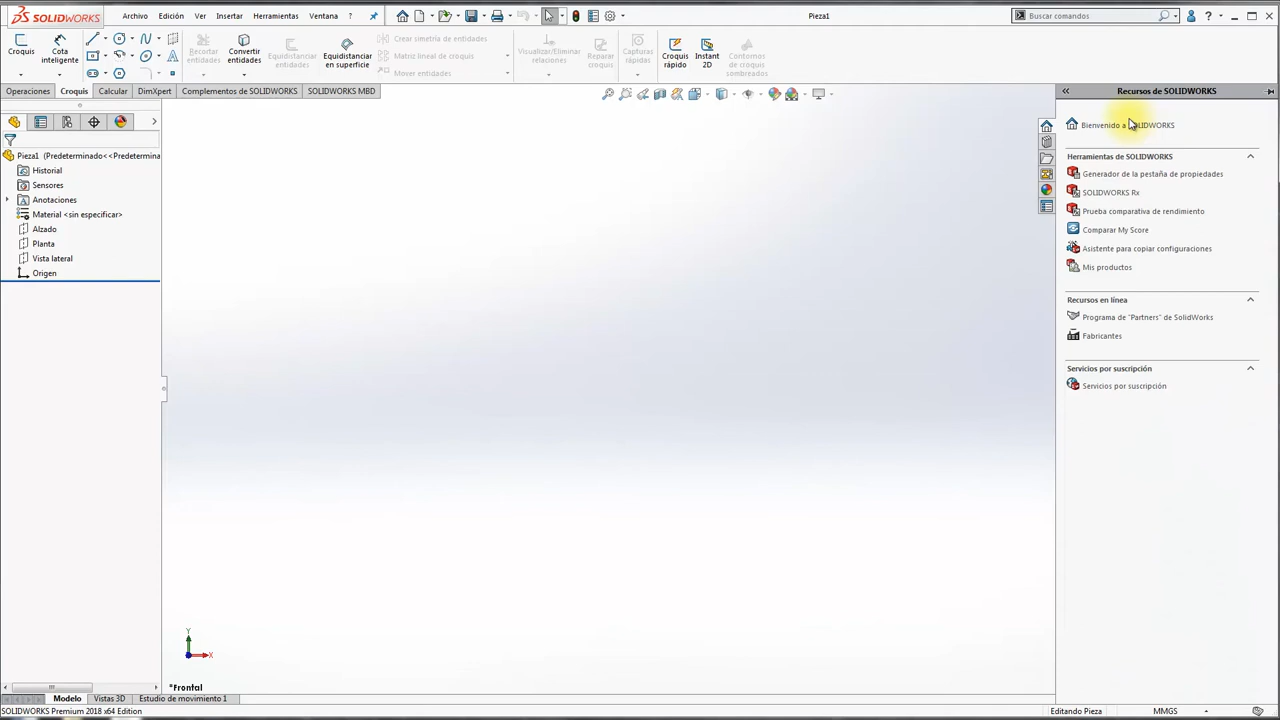 SOLIDWORKS
Archivo Edición Ver Insertar Herramientas Ventana ?
Pieza1
Buscar comandos
?
Croquis
Cota inteligente
Recortar entidades
Convertir entidades
Equidistanciar entidades
Equidistanciar en superficie
Crear simetría de entidades
Matriz lineal de croquis
Mover entidades
Visualizar/Eliminar relaciones
Reparar croquis
Capturas rápidas
Croquis rápido
Instant 2D
Contornos de croquis sombreados
Operaciones Croquis Calcular DimXpert Complementos de SOLIDWORKS SOLIDWORKS MBD
Pieza1 (Predeterminado<<Predetermina
Historial
Sensores
Anotaciones
Material <sin especificar>
Alzado
Planta
Vista lateral
Origen
Y
X
*Frontal
Recursos de SOLIDWORKS
Bienvenido a SOLIDWORKS
Herramientas de SOLIDWORKS
Generador de la pestaña de propiedades
SOLIDWORKS Rx
Prueba comparativa de rendimiento
Comparar My Score
Asistente para copiar configuraciones
Mis productos
Recursos en línea
Programa de "Partners" de SolidWorks
Fabricantes
Servicios por suscripción
Servicios por suscripción
Modelo Vistas 3D Estudio de movimiento 1
SOLIDWORKS Premium 2018 x64 Edition
Editando Pieza
MMGS